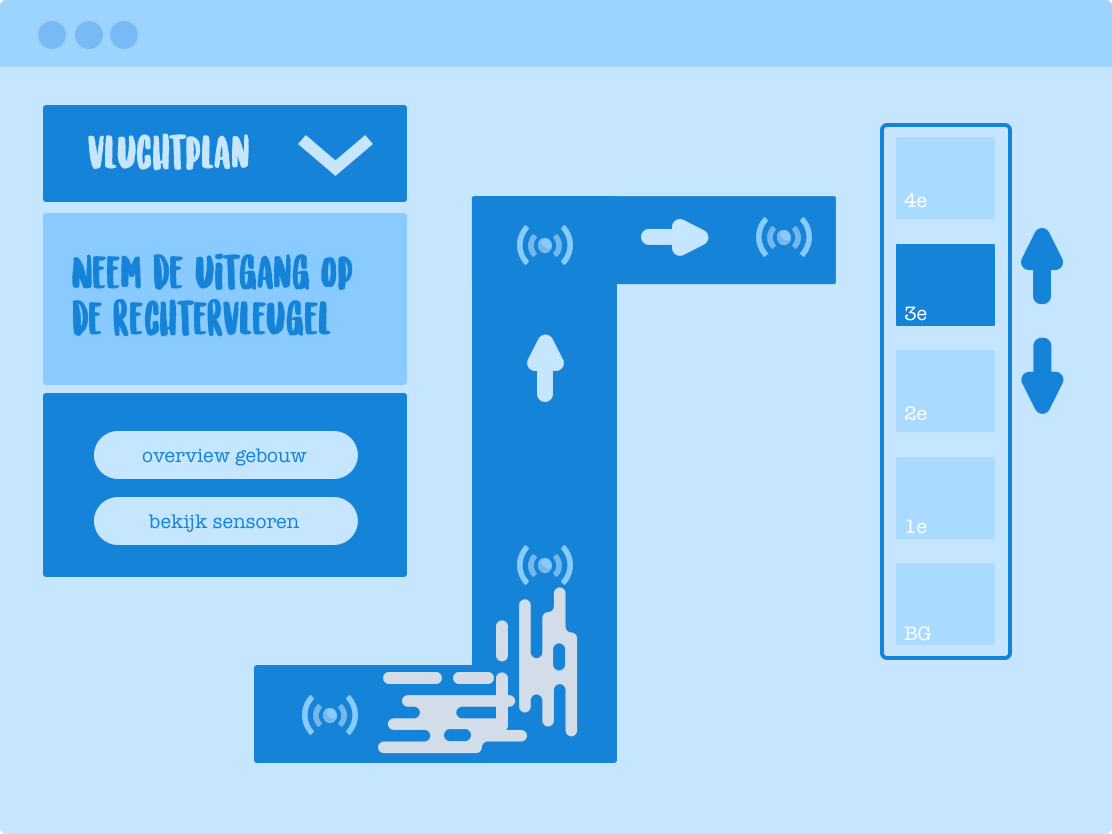 VLUCHTPLAN
NEEM DE UITGANG OP
DE RECHTERVLEUGEL
overview gebouw
bekijk sensoren
4e
3e
2e
1e
BG